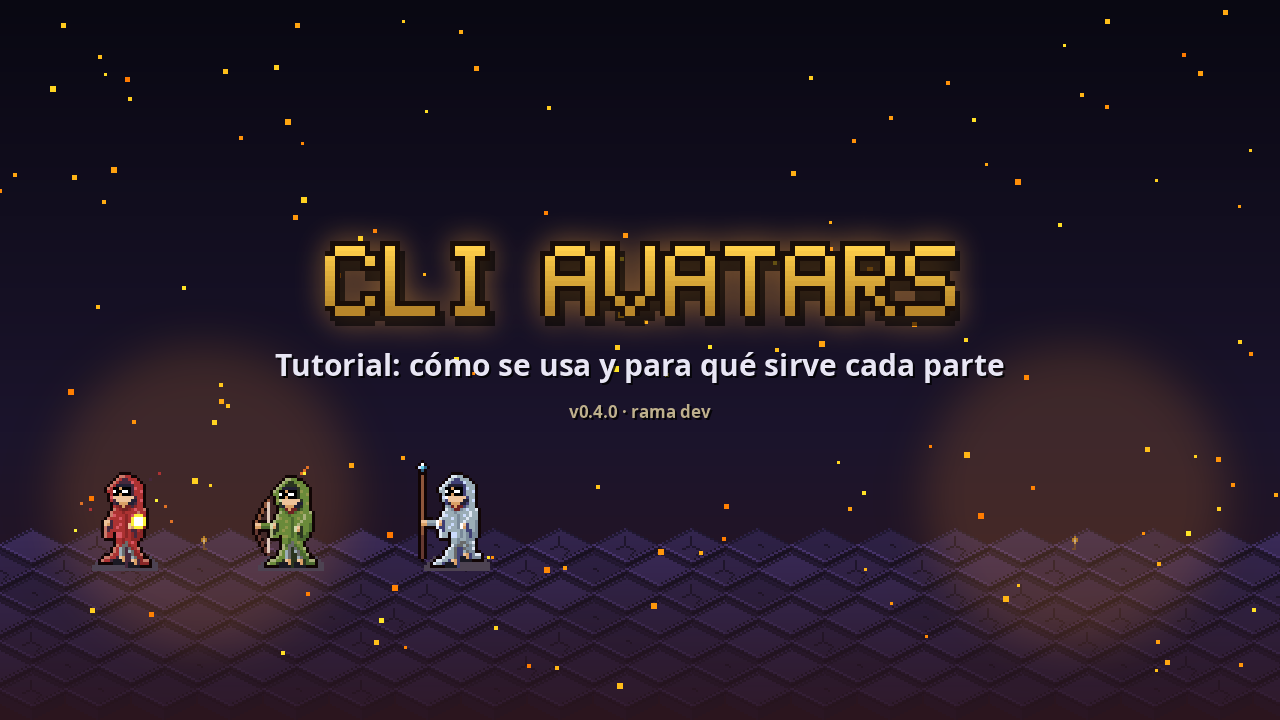 CLI AVATARS
Tutorial: cómo se usa y para qué sirve cada parte
v0.4.0 · rama dev